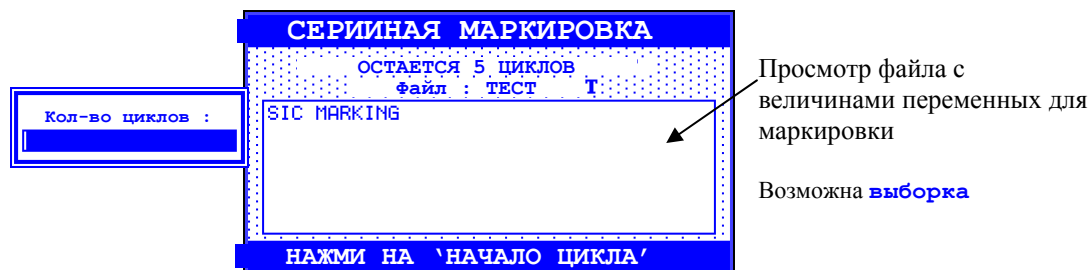 СЕРИИНАЯ МАРКИРОВКА
ОСТАЕТСЯ 5 ЦИКЛОВ
Файл : ТЕСТ T
SIC MARKING
НАЖМИ НА ‘НАЧАЛО ЦИКЛА’
Кол-во циклов :
Просмотр файла с
величинами переменных для
маркировки
Возможна выборка